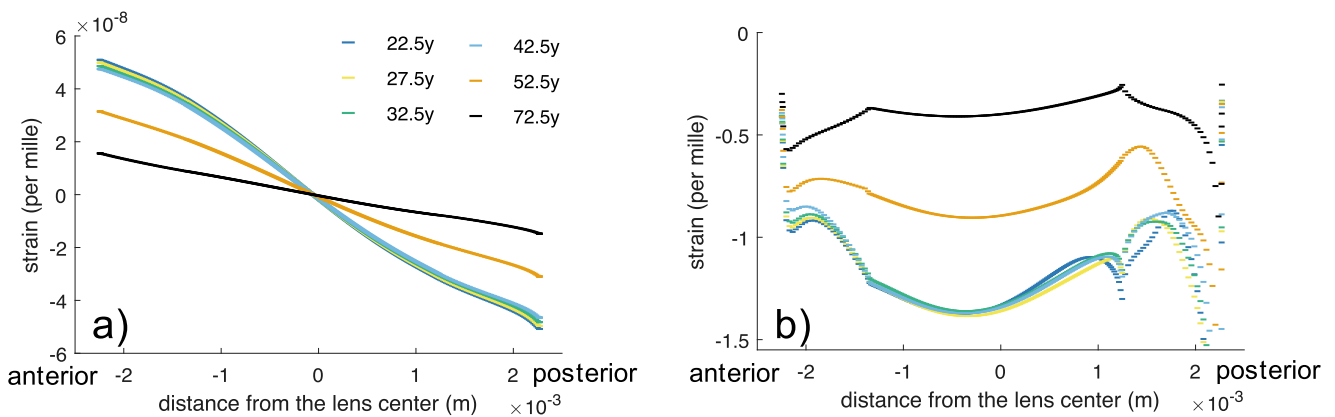 ×10⁻⁸
6
4
2
0
-2
-4
-6
strain (per mille)
22.5y
27.5y
32.5y
42.5y
52.5y
72.5y
a)
-2
-1
0
1
2
anterior
posterior
distance from the lens center (m)
×10⁻³
0
-0.5
-1
-1.5
strain (per mille)
b)
-2
-1
0
1
2
anterior
posterior
distance from the lens center (m)
×10⁻³